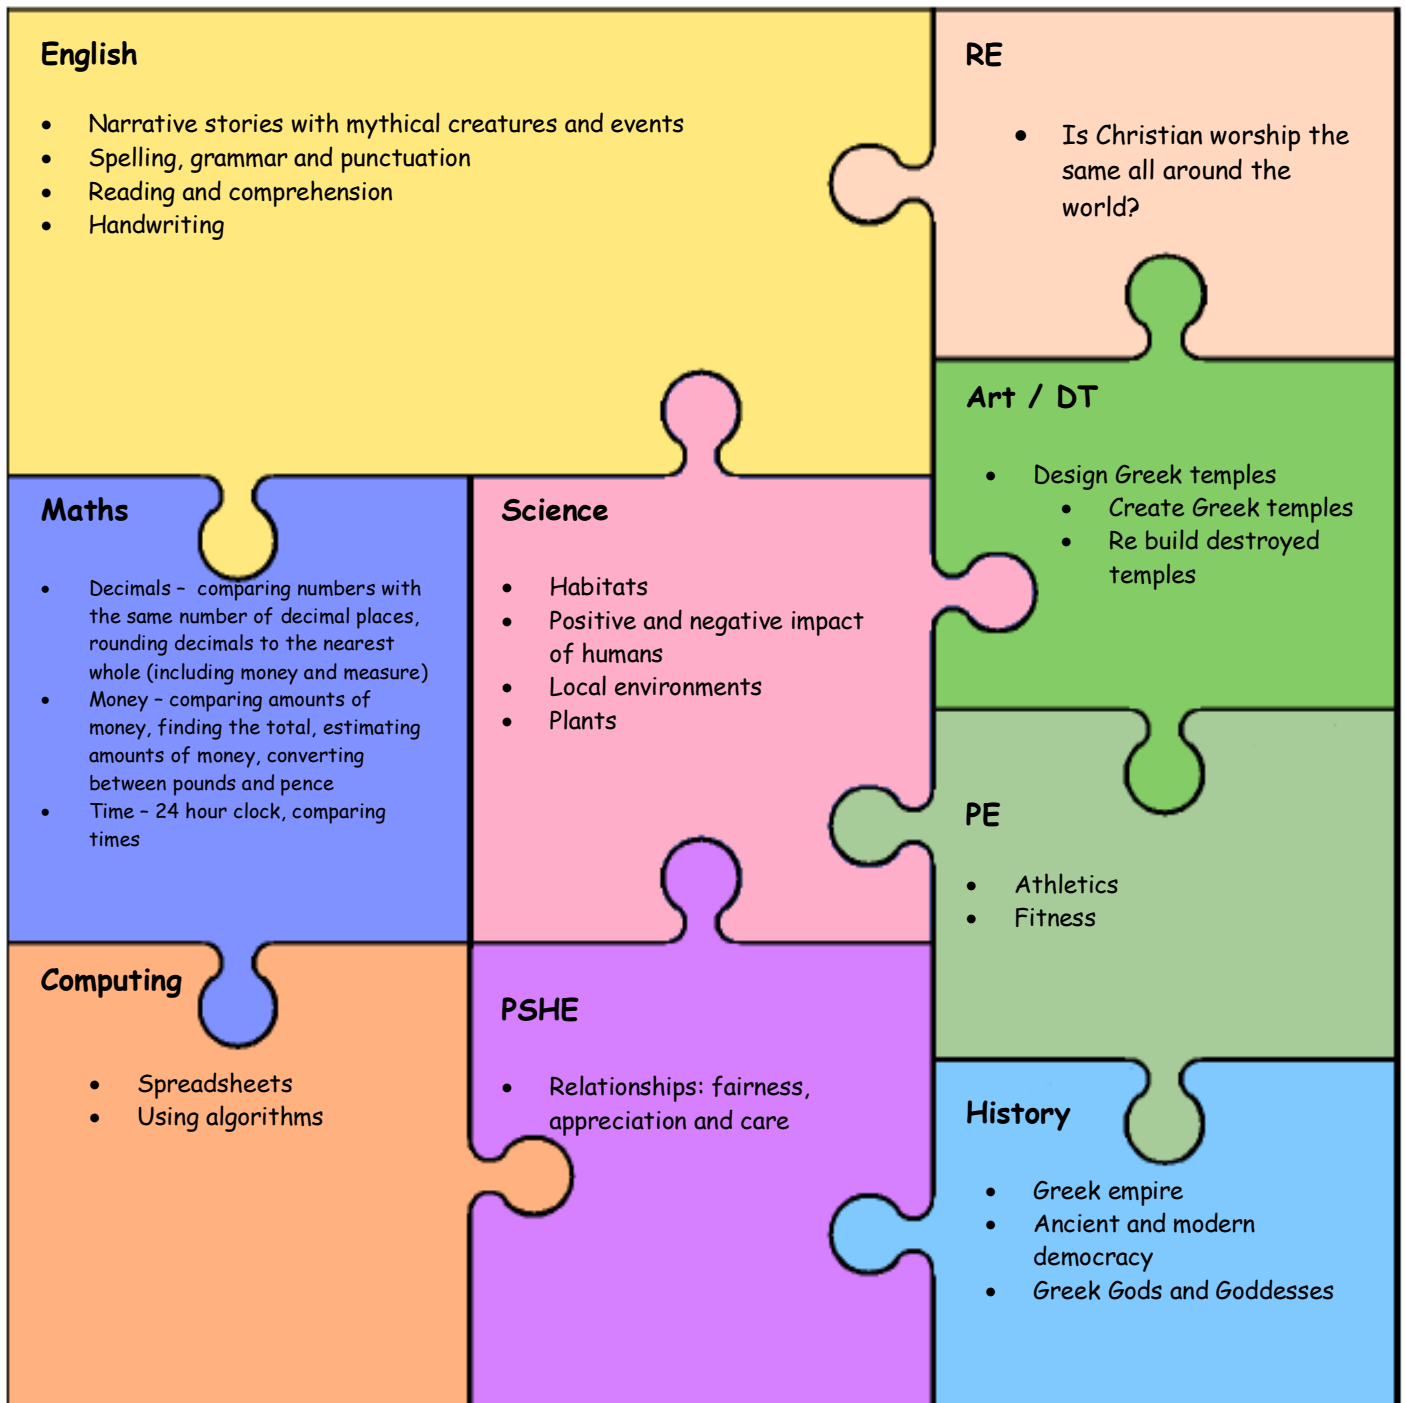 English
• Narrative stories with mythical creatures and events
• Spelling, grammar and punctuation
• Reading and comprehension
• Handwriting
RE
• Is Christian worship the
same all around the
world?
Maths
• Decimals – comparing numbers with
the same number of decimal places,
rounding decimals to the nearest
whole (including money and measure)
• Money – comparing amounts of
money, finding the total, estimating
amounts of money, converting
between pounds and pence
• Time – 24 hour clock, comparing
times
Science
• Habitats
• Positive and negative impact
of humans
• Local environments
• Plants
Art / DT
• Design Greek temples
• Create Greek temples
• Re build destroyed
temples
PE
• Athletics
• Fitness
Computing
• Spreadsheets
• Using algorithms
PSHE
• Relationships: fairness,
appreciation and care
History
• Greek empire
• Ancient and modern
democracy
• Greek Gods and Goddesses